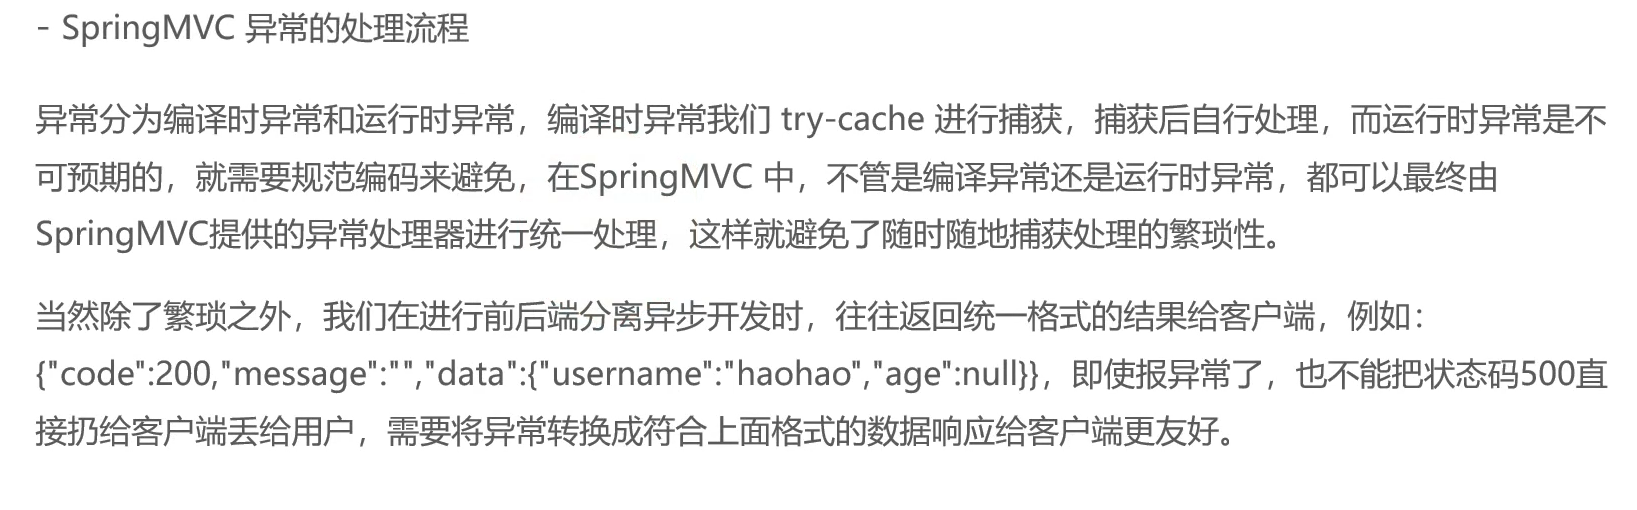 - SpringMVC 异常的处理流程
异常分为编译时异常和运行时异常，编译时异常我们 try-cache 进行捕获，捕获后自行处理，而运行时异常是不
可预期的，就需要规范编码来避免，在SpringMVC 中，不管是编译异常还是运行时异常，都可以最终由
SpringMVC提供的异常处理器进行统一处理，这样就避免了随时随地捕获处理的繁琐性。
当然除了繁琐之外，我们在进行前后端分离异步开发时，往往返回统一格式的结果给客户端，例如：
{"code":200,"message":"","data":{"username":"haohao","age":null}}，即使报异常了，也不能把状态码500直
接扔给客户端丢给用户，需要将异常转换成符合上面格式的数据响应给客户端更友好。